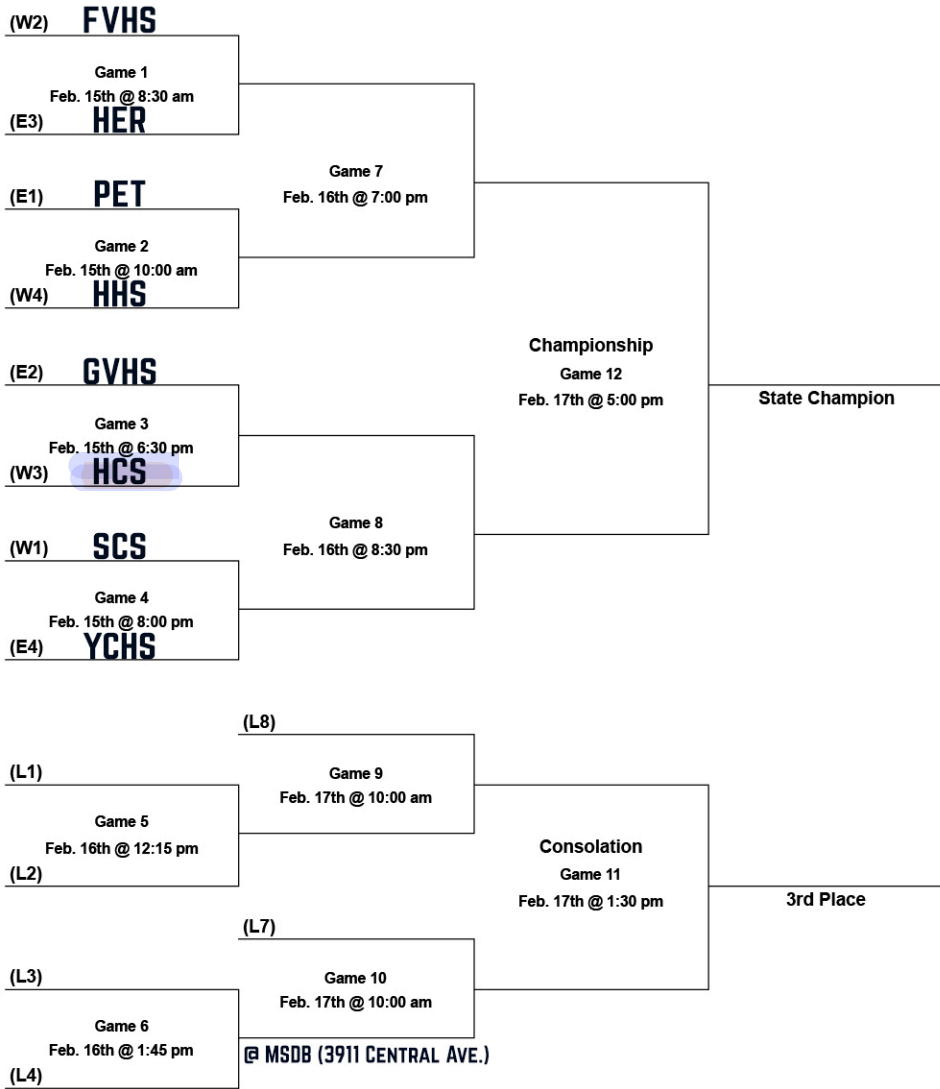 (W2) FVHS
Game 1
Feb. 15th @ 8:30 am
(E3) HER
Game 7
Feb. 16th @ 7:00 pm
(E1) PET
Game 2
Feb. 15th @ 10:00 am
(W4) HHS
Championship
Game 12
Feb. 17th @ 5:00 pm
State Champion
(E2) GVHS
Game 3
Feb. 15th @ 6:30 pm
(W3) HCS
Game 8
Feb. 16th @ 8:30 pm
(W1) SCS
Game 4
Feb. 15th @ 8:00 pm
(E4) YCHS
(L8)
Game 9
Feb. 17th @ 10:00 am
(L1)
Game 5
Feb. 16th @ 12:15 pm
(L2)
Consolation
Game 11
Feb. 17th @ 1:30 pm
3rd Place
(L7)
Game 10
Feb. 17th @ 10:00 am
(L3)
Game 6
Feb. 16th @ 1:45 pm
(L4)
@ MSDB (3911 Central Ave.)